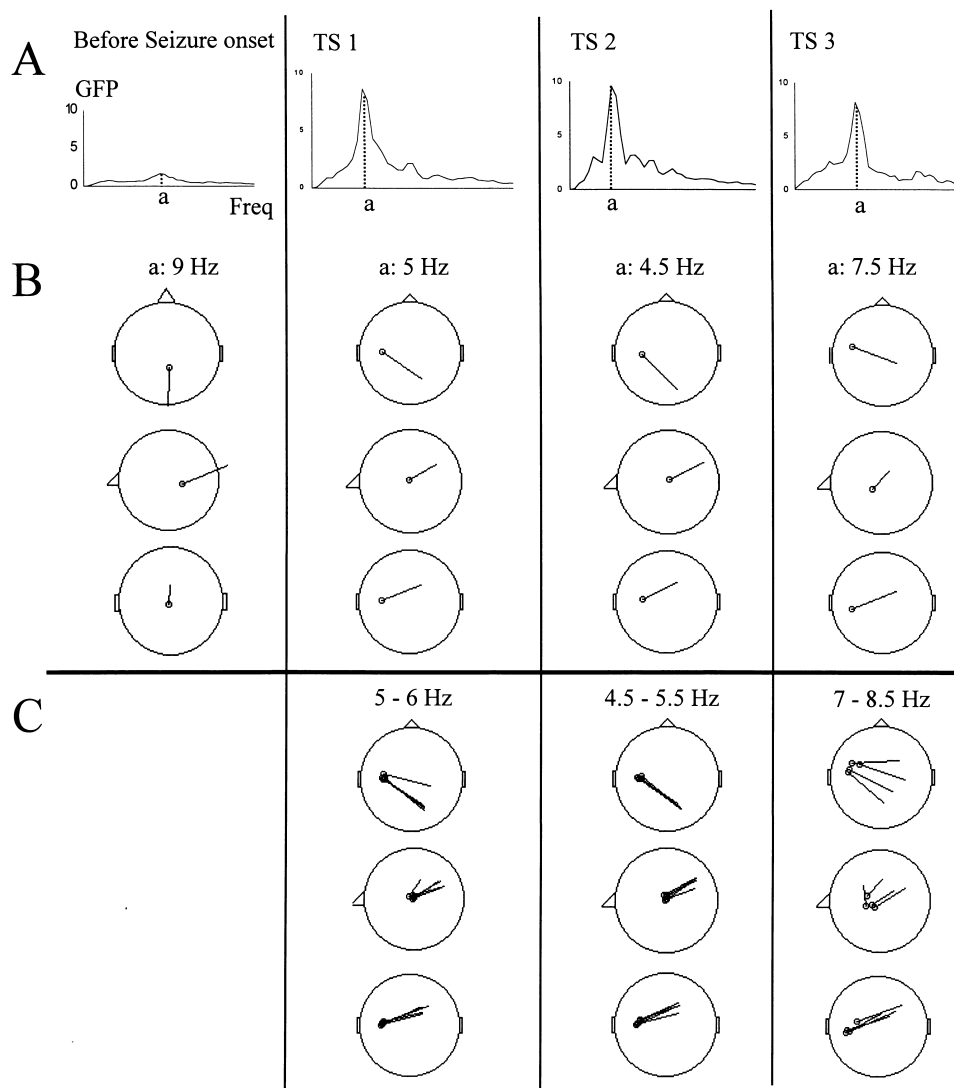 A
Before Seizure onset
TS 1
TS 2
TS 3
GFP
10
5
0
a
Freq
10
5
0
a
10
5
0
a
10
5
0
a
B
a: 9 Hz
a: 5 Hz
a: 4.5 Hz
a: 7.5 Hz
C
5 - 6 Hz
4.5 - 5.5 Hz
7 - 8.5 Hz